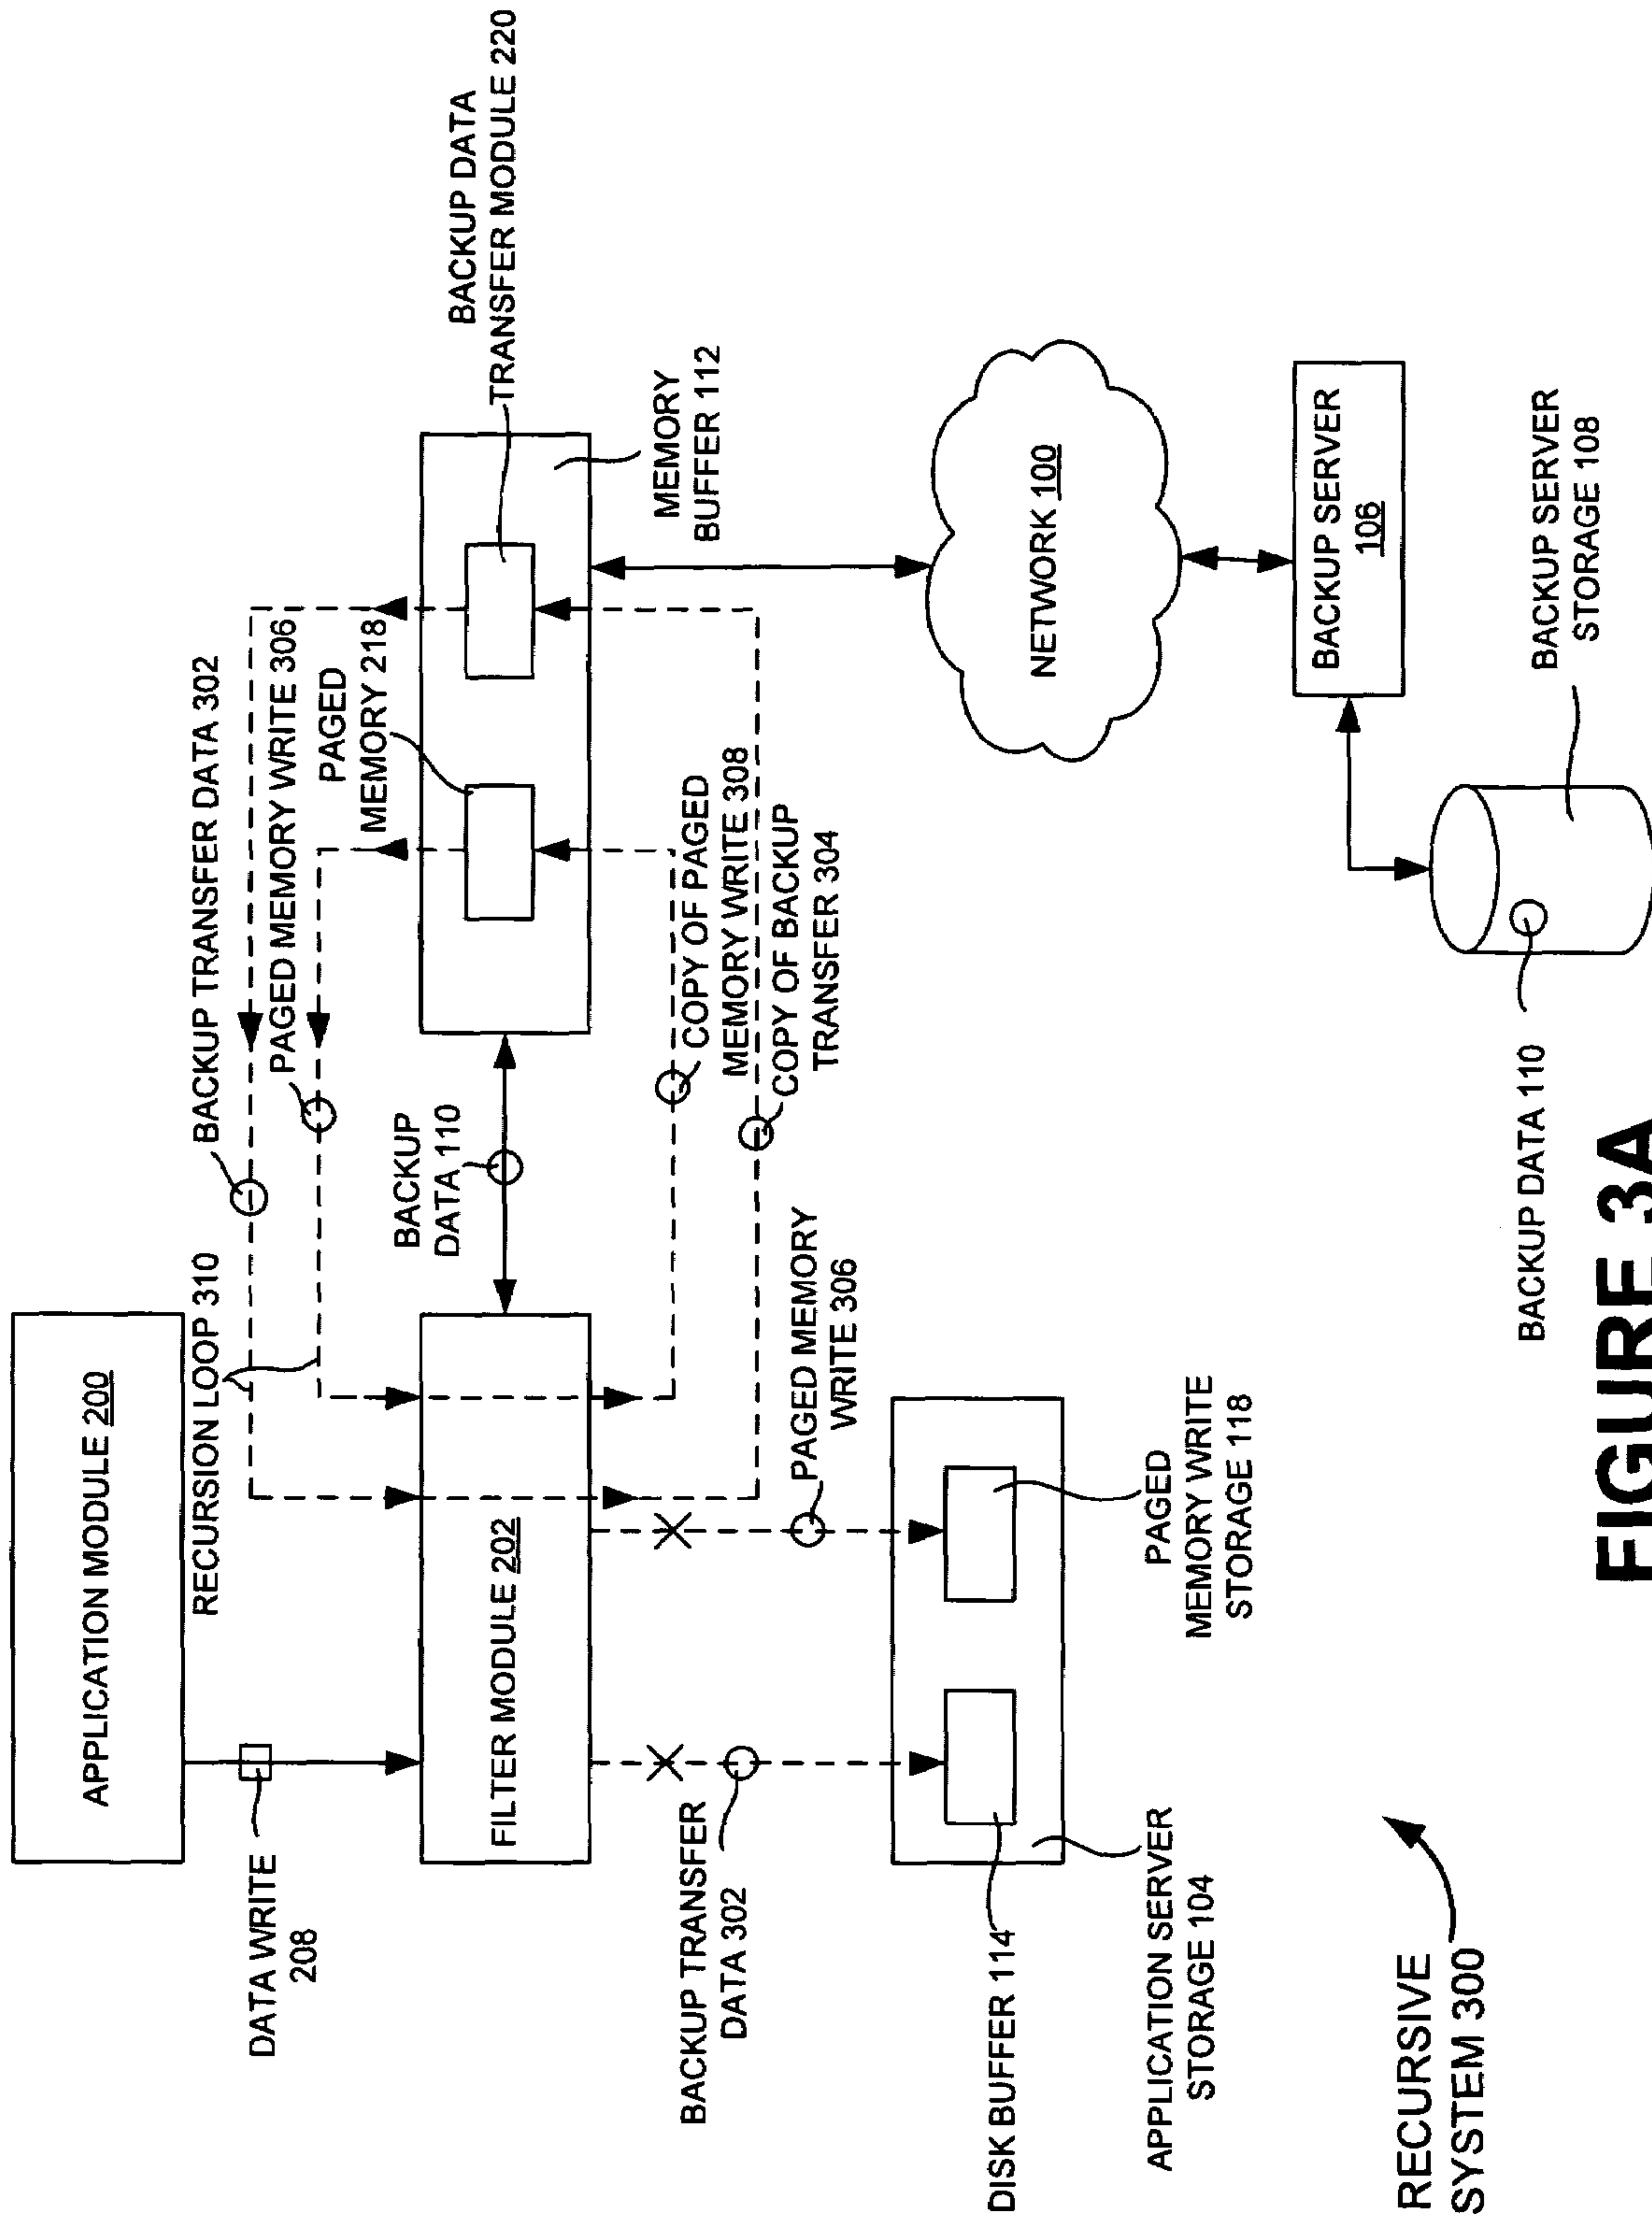 APPLICATION MODULE 200
DATA WRITE
208
RECURSION LOOP 310
BACKUP TRANSFER DATA 302
PAGED MEMORY WRITE 306
PAGED
MEMORY 218
BACKUP DATA
TRANSFER MODULE 220
FILTER MODULE 202
BACKUP
DATA 110
MEMORY
BUFFER 112
BACKUP TRANSFER
DATA 302
PAGED MEMORY
WRITE 306
COPY OF PAGED
MEMORY WRITE 308
COPY OF BACKUP
TRANSFER 304
DISK BUFFER 114
APPLICATION SERVER
STORAGE 104
PAGED
MEMORY WRITE
STORAGE 118
NETWORK 100
BACKUP SERVER
106
BACKUP SERVER
STORAGE 108
BACKUP DATA 110
RECURSIVE
SYSTEM 300
FIGURE 3A